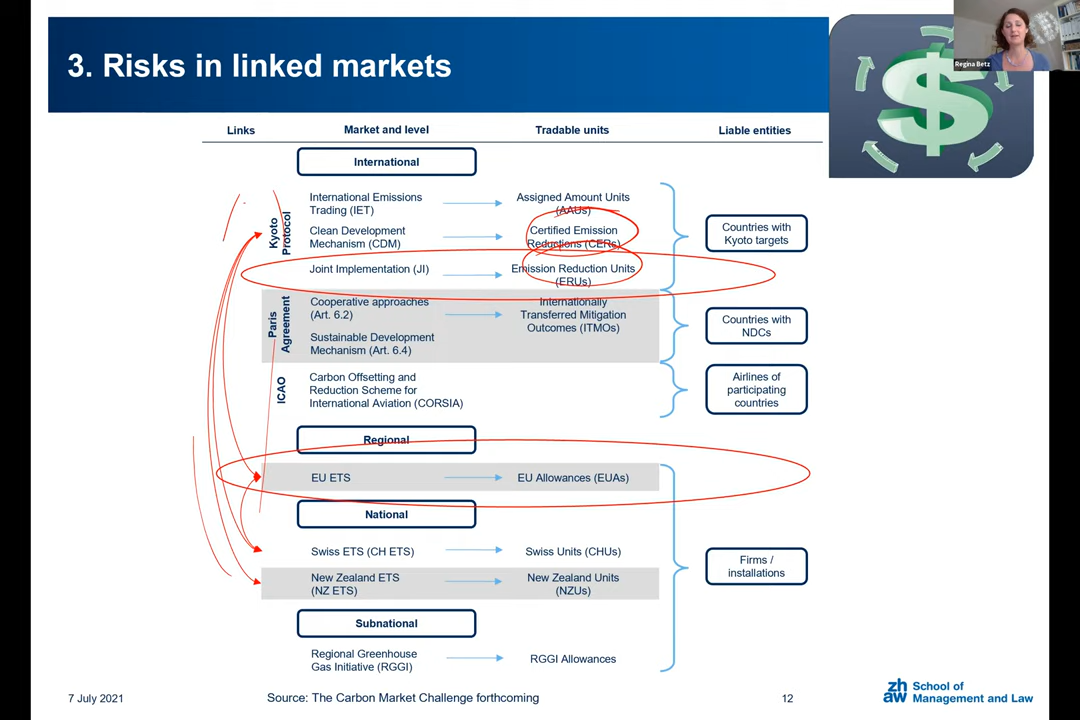 3. Risks in linked markets
Regina Betz
Links
Market and level
Tradable units
Liable entities
International
Kyoto
Protocol
International Emissions
Trading (IET)
Assigned Amount Units
(AAUs)
Clean Development
Mechanism (CDM)
Certified Emission
Reductions (CERs)
Joint Implementation (JI)
Emission Reduction Units
(ERUs)
Countries with
Kyoto targets
Paris
Agreement
Cooperative approaches
(Art. 6.2)
Internationally
Transferred Mitigation
Outcomes (ITMOs)
Sustainable Development
Mechanism (Art. 6.4)
Countries with
NDCs
ICAO
Carbon Offsetting and
Reduction Scheme for
International Aviation (CORSIA)
Airlines of
participating
countries
Regional
EU ETS
EU Allowances (EUAs)
National
Swiss ETS (CH ETS)
Swiss Units (CHUs)
New Zealand ETS
(NZ ETS)
New Zealand Units
(NZUs)
Firms /
installations
Subnational
Regional Greenhouse
Gas Initiative (RGGI)
RGGI Allowances
7 July 2021
Source: The Carbon Market Challenge forthcoming
12
zh
aw
School of
Management and Law